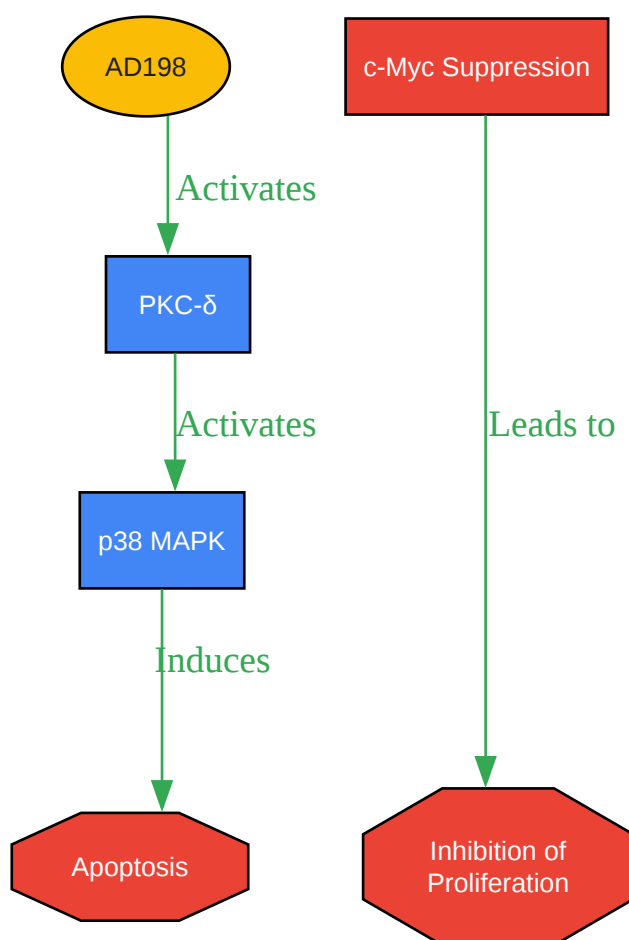 AD198
c-Myc Suppression
Activates
PKC-δ
Activates
Leads to
p38 MAPK
Induces
Apoptosis
Inhibition of
Proliferation